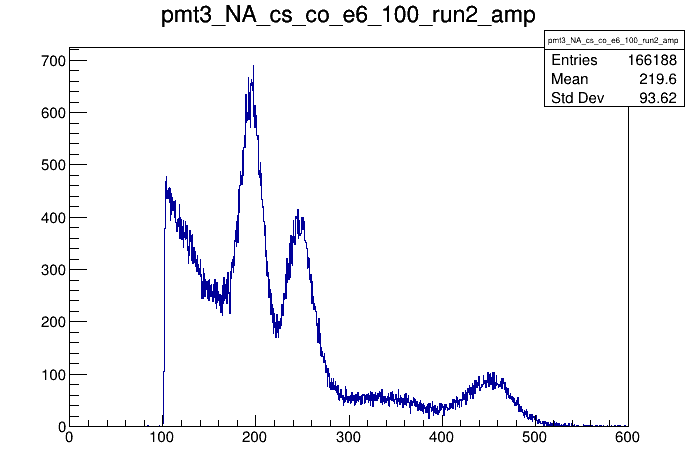 pmt3_NA_cs_co_e6_100_run2_amp
pmt3_NA_cs_co_e6_100_run2_amp
Entries 166188
Mean 219.6
Std Dev 93.62
700
600
500
400
300
200
100
0
0 100 200 300 400 500 600